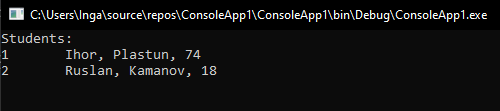 C:\Users\Inga\source\repos\ConsoleApp1\ConsoleApp1\bin\Debug\ConsoleApp1.exe
Students:
1	Ihor, Plastun, 74
2	Ruslan, Kamanov, 18